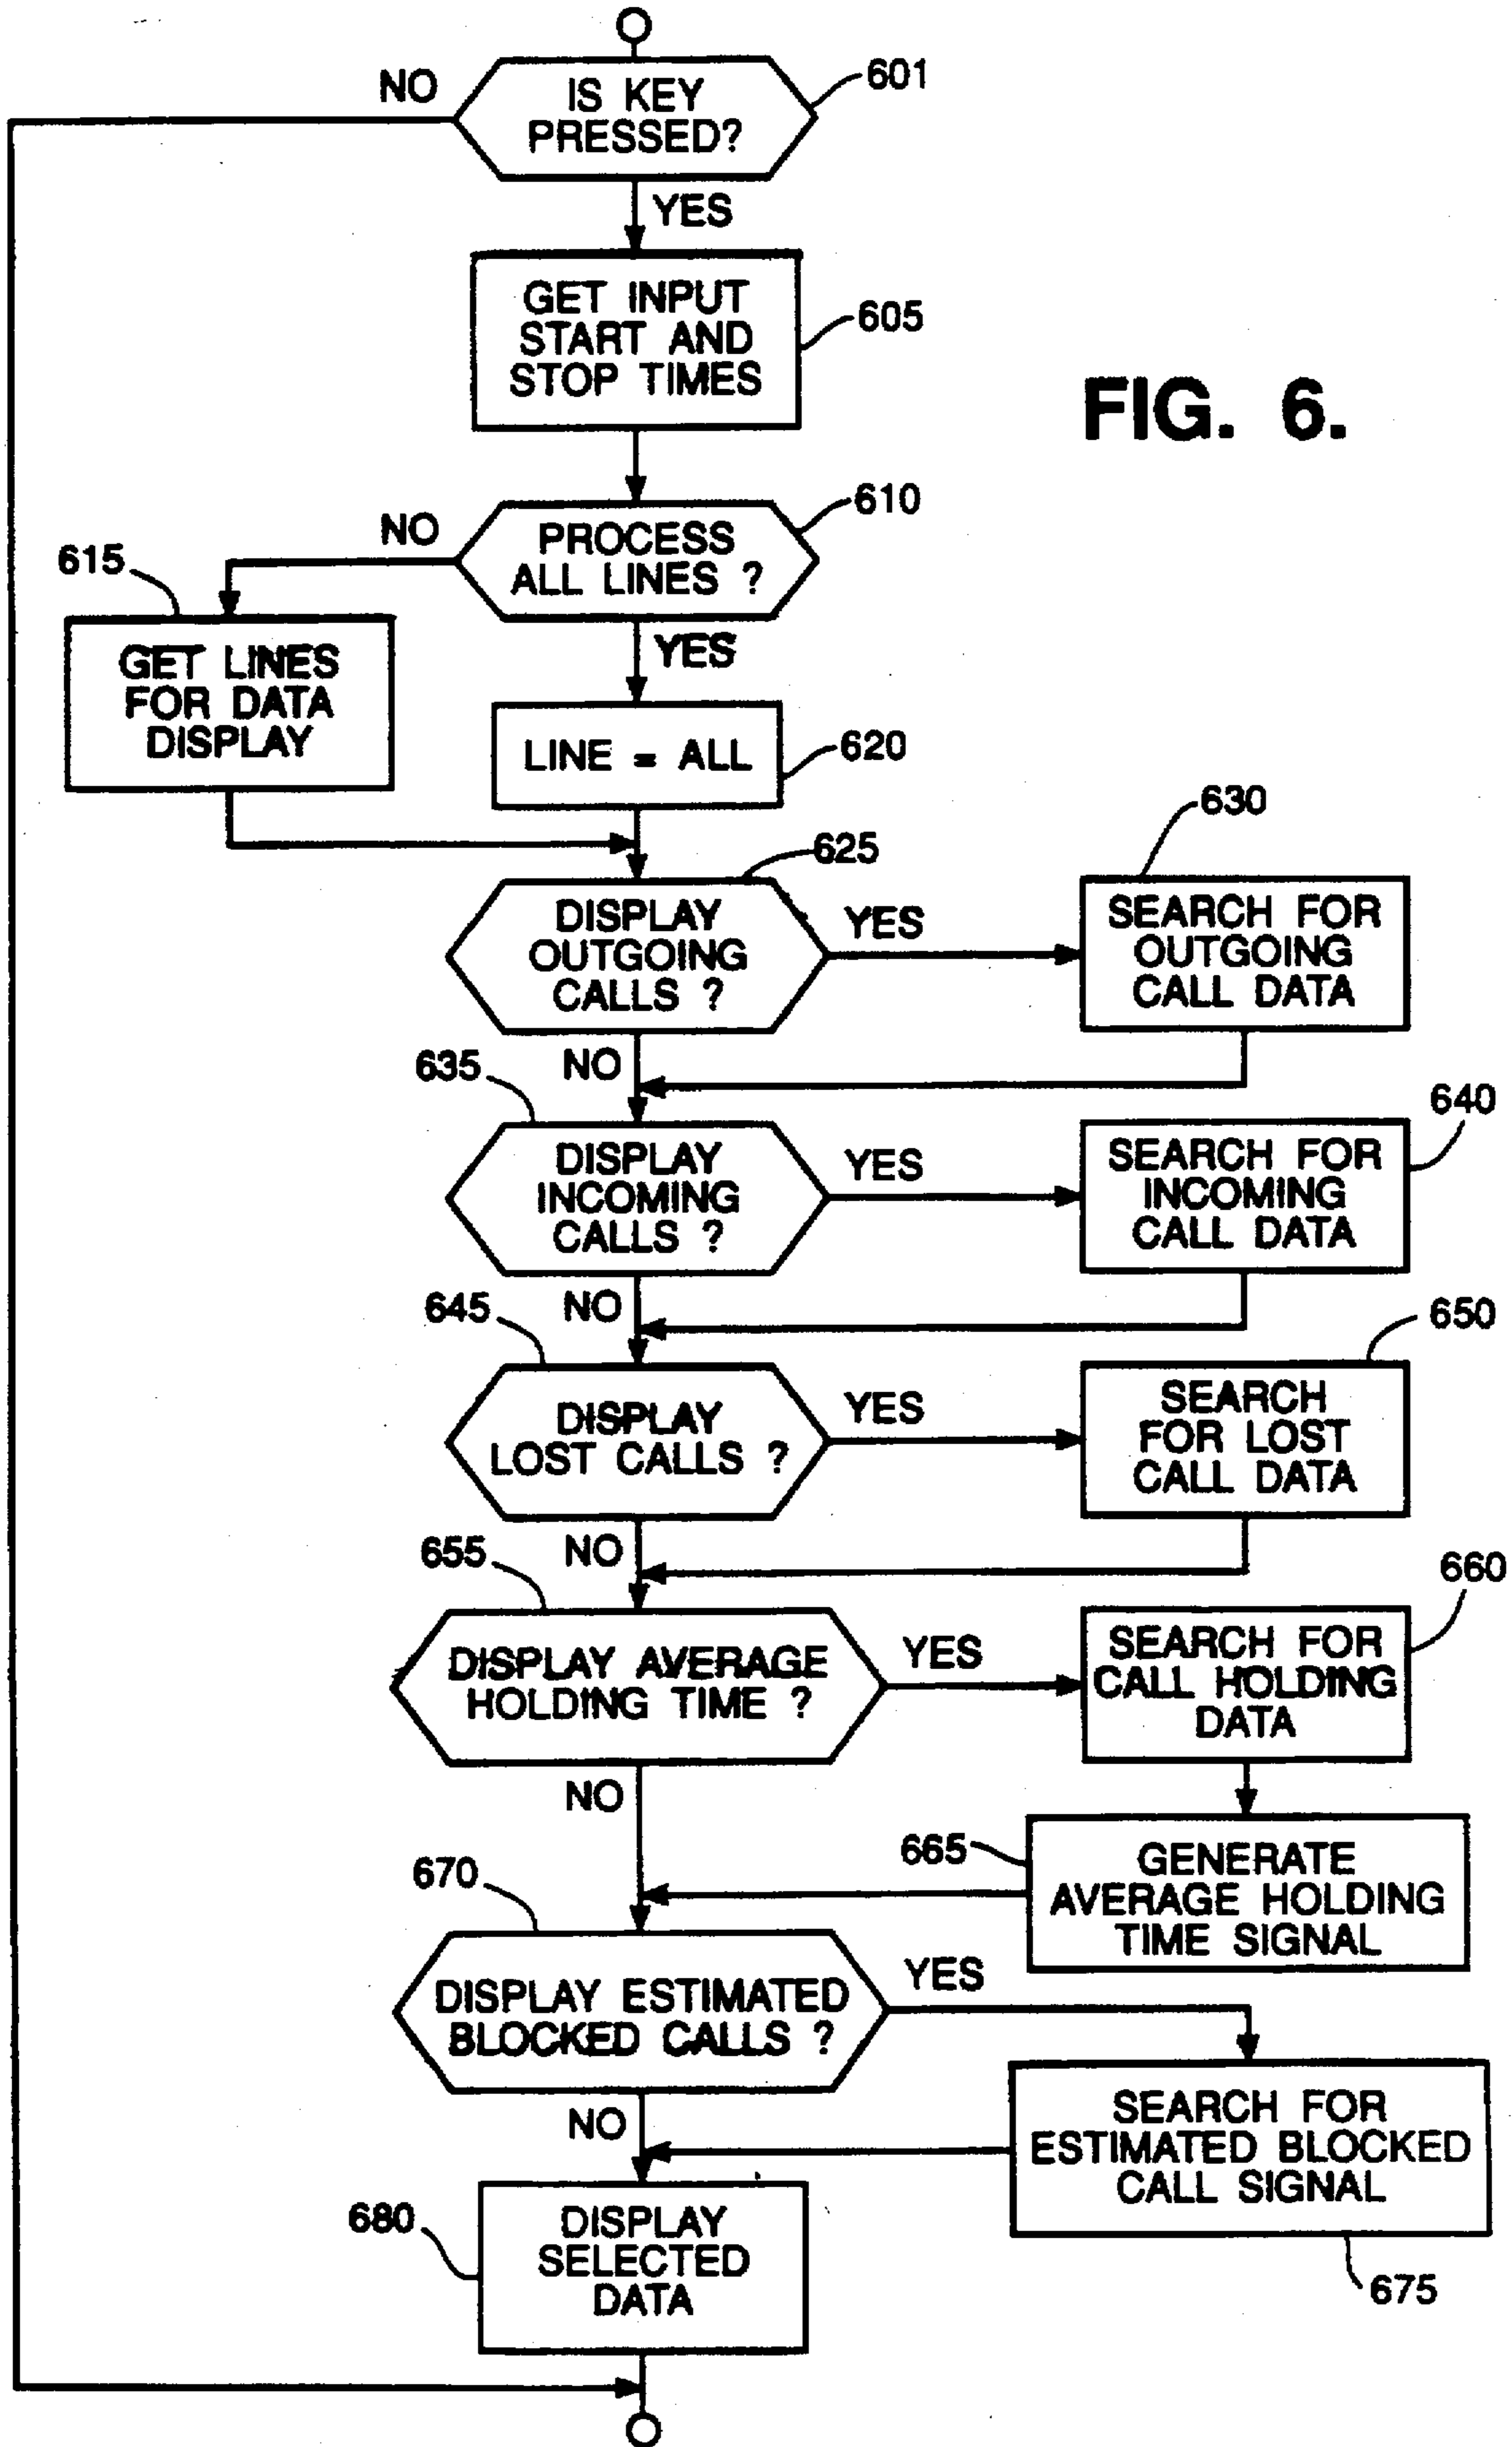 IS KEY
PRESSED?
601
NO
YES
GET INPUT
START AND
STOP TIMES
605
FIG. 6.
PROCESS
ALL LINES ?
610
NO
YES
615
GET LINES
FOR DATA
DISPLAY
LINE = ALL
620
625
DISPLAY
OUTGOING
CALLS ?
YES
630
SEARCH FOR
OUTGOING
CALL DATA
NO
635
DISPLAY
INCOMING
CALLS ?
YES
640
SEARCH FOR
INCOMING
CALL DATA
NO
645
DISPLAY
LOST CALLS ?
YES
650
SEARCH
FOR LOST
CALL DATA
NO
655
DISPLAY AVERAGE
HOLDING TIME ?
YES
660
SEARCH FOR
CALL HOLDING
DATA
NO
665
GENERATE
AVERAGE HOLDING
TIME SIGNAL
670
DISPLAY ESTIMATED
BLOCKED CALLS ?
YES
SEARCH FOR
ESTIMATED BLOCKED
CALL SIGNAL
675
NO
680
DISPLAY
SELECTED
DATA